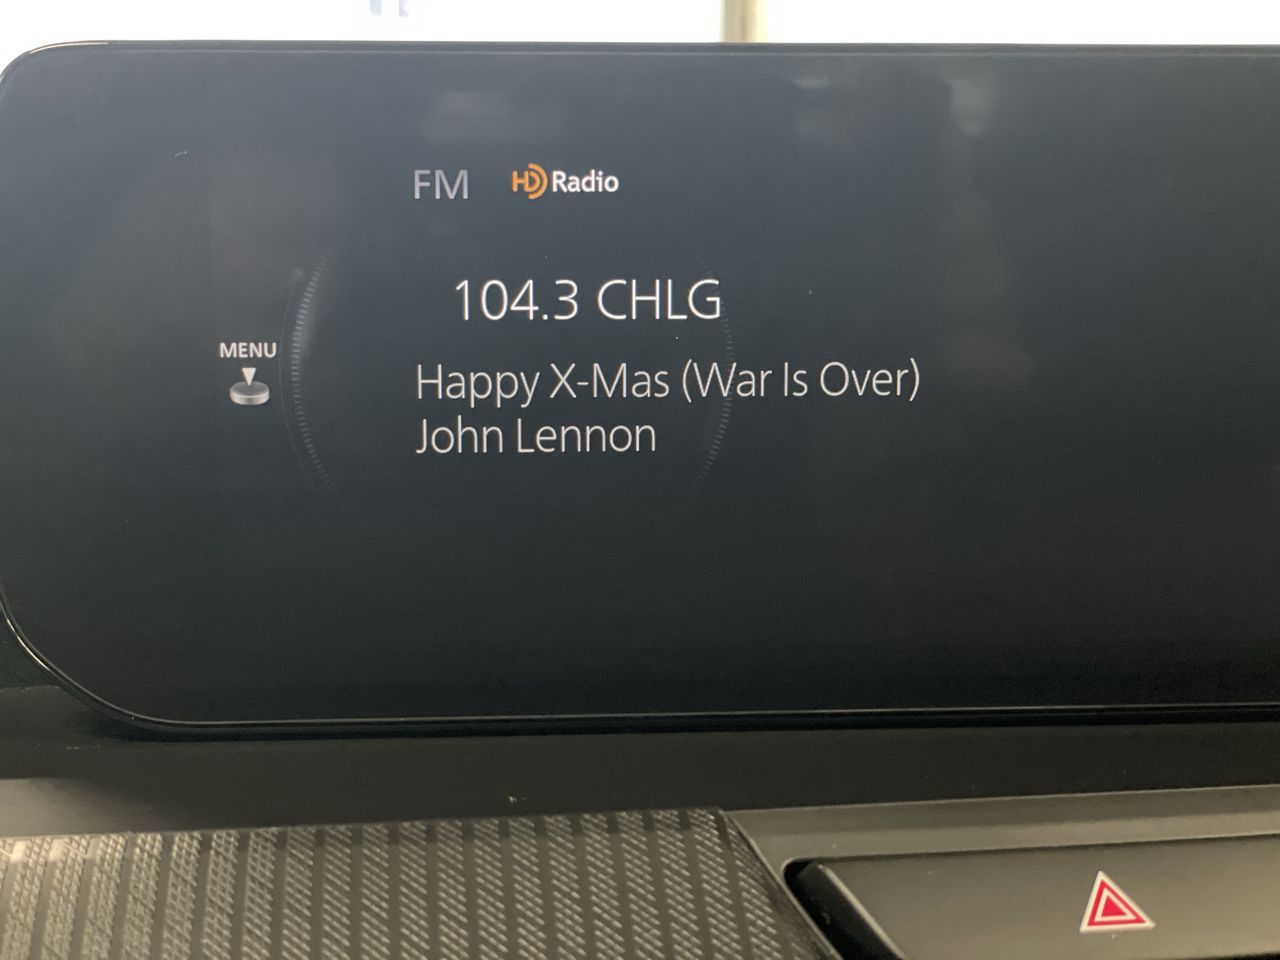 FM HD Radio
104.3 CHLG
MENU
Happy X-Mas (War Is Over)
John Lennon